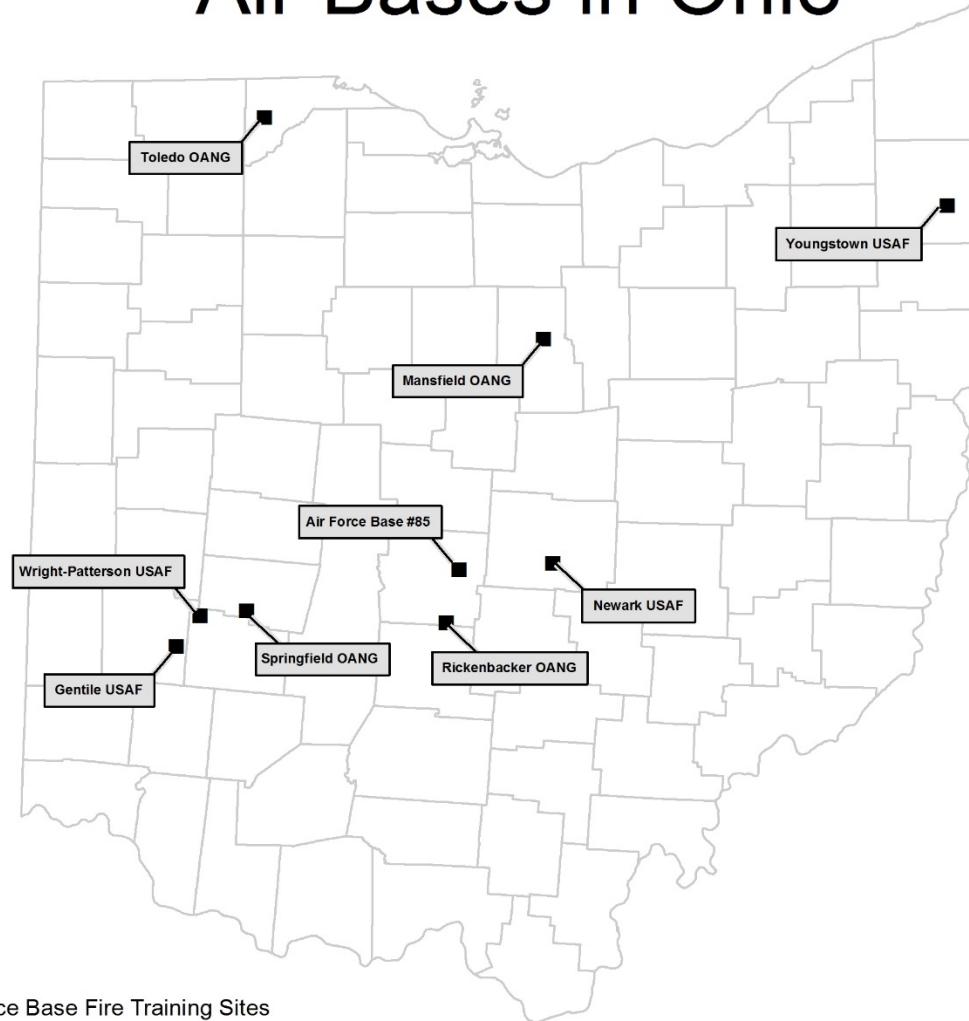 Air Bases in Ohio
Toledo OANG
Youngstown USAF
Mansfield OANG
Air Force Base #85
Wright-Patterson USAF
Newark USAF
Springfield OANG
Rickenbacker OANG
Gentile USAF
ce Base Fire Training Sites